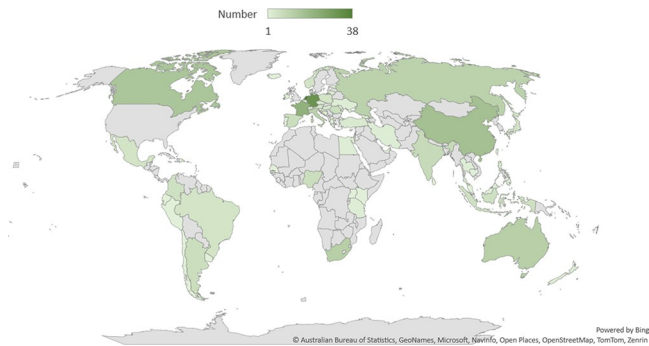 Number
1 38
Powered by Bing
© Australian Bureau of Statistics, GeoNames, Microsoft, Navinfo, Open Places, OpenStreetMap, TomTom, Zenrin